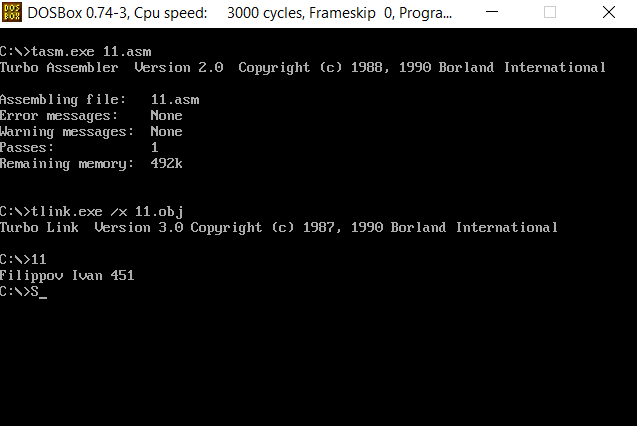 DOS BOX DOSBox 0.74-3, Cpu speed: 3000 cycles, Frameskip 0, Progra...
C:\>tasm.exe 11.asm
Turbo Assembler Version 2.0 Copyright (c) 1988, 1990 Borland International
Assembling file: 11.asm
Error messages: None
Warning messages: None
Passes: 1
Remaining memory: 492k
C:\>tlink.exe /x 11.obj
Turbo Link Version 3.0 Copyright (c) 1987, 1990 Borland International
C:\>11
Filippov Ivan 451
C:\>S_